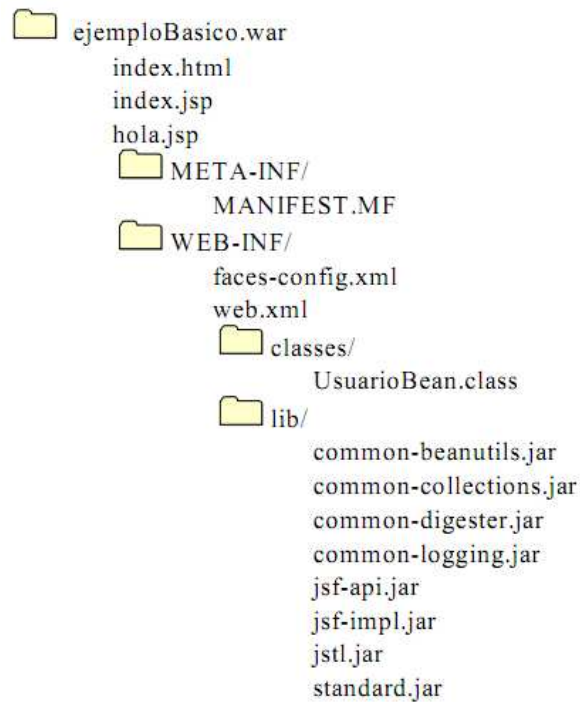 ejemploBasico.war
index.html
index.jsp
hola.jsp
META-INF/
MANIFEST.MF
WEB-INF/
faces-config.xml
web.xml
classes/
UsuarioBean.class
lib/
common-beanutils.jar
common-collections.jar
common-digester.jar
common-logging.jar
jsf-api.jar
jsf-impl.jar
jstl.jar
standard.jar